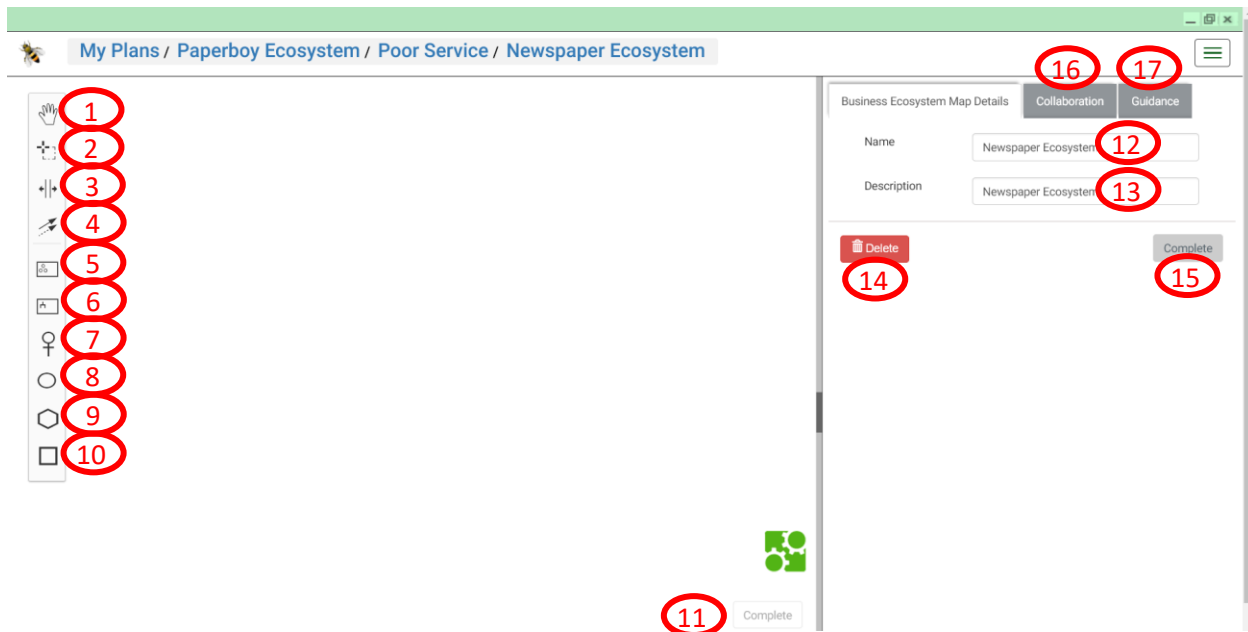 My Plans / Paperboy Ecosystem / Poor Service / Newspaper Ecosystem
16 17
1
Business Ecosystem Map Details Collaboration Guidance
2
Name Newspaper Ecosystem 12
3
Description Newspaper Ecosystem 13
4
5
Delete Complete
6
14 15
7
8
9
10
11 Complete